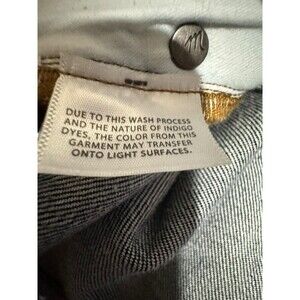 m
DUE TO THIS WASH PROCESS
AND THE NATURE OF INDIGO
DYES, THE COLOR FROM THIS
GARMENT MAY TRANSFER
ONTO LIGHT SURFACES.